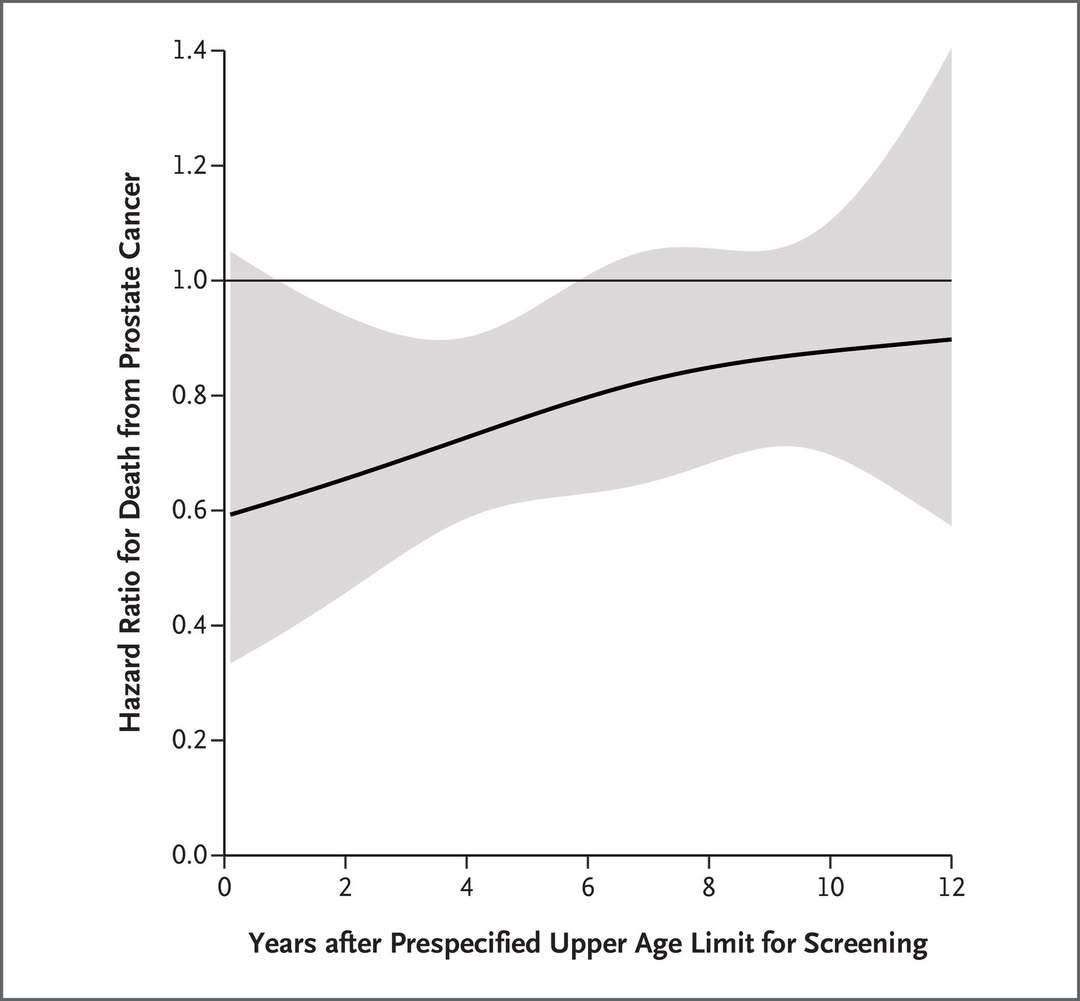 1.4
1.2
1.0
0.8
0.6
0.4
0.2
0.0
Hazard Ratio for Death from Prostate Cancer
0 2 4 6 8 10 12
Years after Prespecified Upper Age Limit for Screening